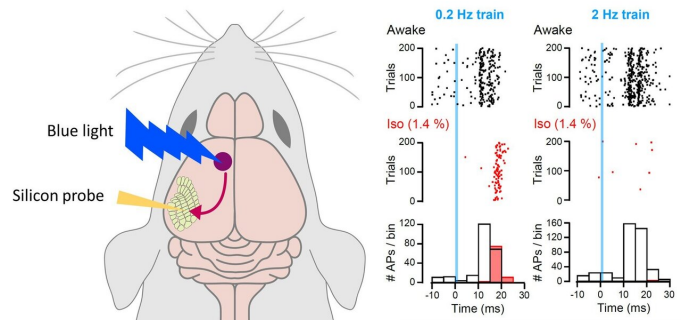 Blue light
Silicon probe
0.2 Hz train
2 Hz train
Awake
Awake
200
100
0
Trials
200
100
0
Trials
Iso (1.4 %)
Iso (1.4 %)
200
100
0
Trials
200
100
0
Trials
120
80
40
0
# APs / bin
160
120
80
40
0
# APs / bin
-10 0 10 20 30
Time (ms)
-10 0 10 20 30
Time (ms)